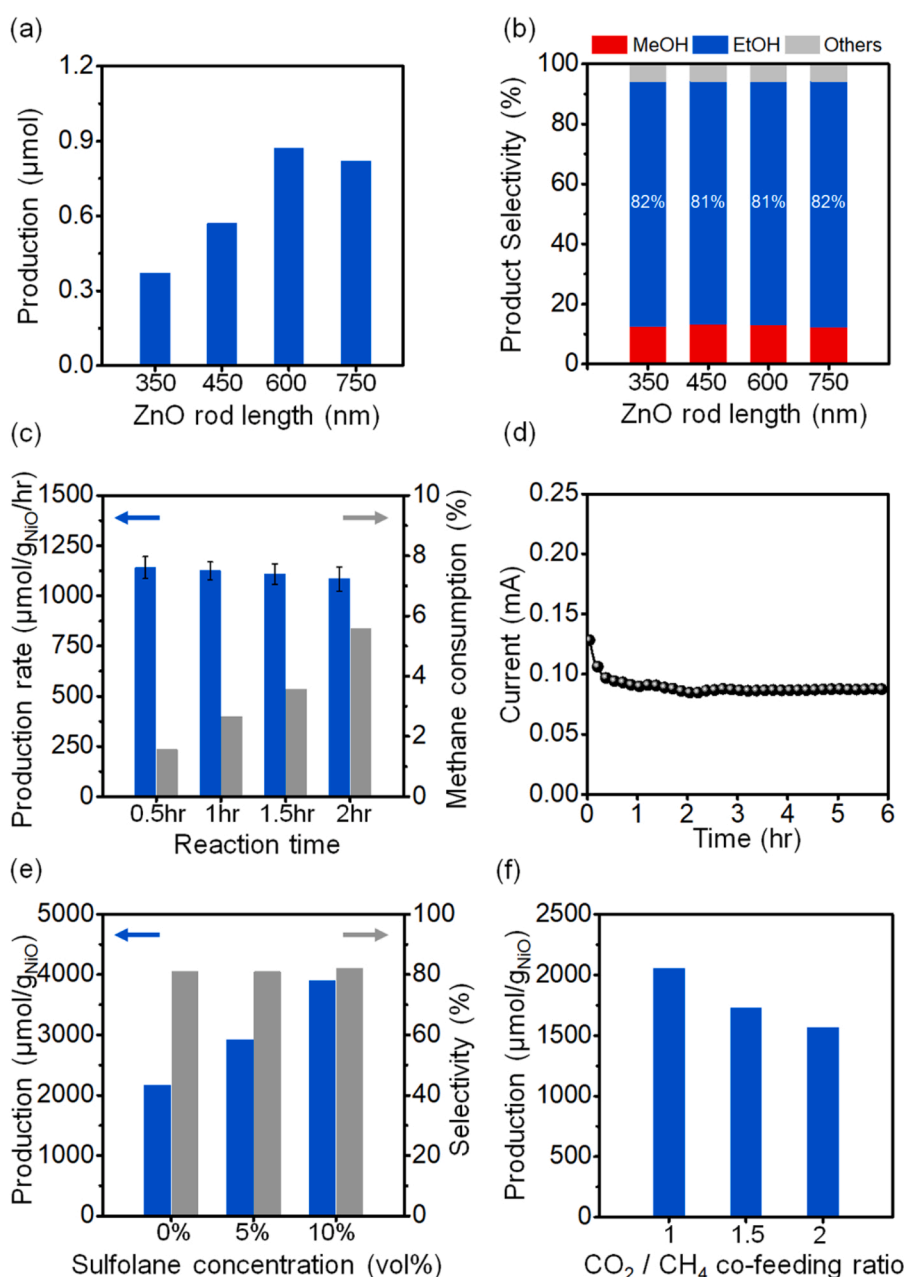 (a)
1.2
0.9
0.6
0.3
0.0
Production (μmol)
350 450 600 750
ZnO rod length (nm)
(b)
MeOH EtOH Others
100
80
60
40
20
0
Product Selectivity (%)
82% 81% 81% 82%
350 450 600 750
ZnO rod length (nm)
(c)
1500
1250
1000
750
500
250
0
Production rate (μmol/gNiO/hr)
10
8
6
4
2
0
Methane consumption (%)
0.5hr 1hr 1.5hr 2hr
Reaction time
(d)
0.25
0.20
0.15
0.10
0.05
0.00
Current (mA)
0 1 2 3 4 5 6
Time (hr)
(e)
5000
4000
3000
2000
1000
0
Production (μmol/gNiO)
100
80
60
40
20
0
Selectivity (%)
0% 5% 10%
Sulfolane concentration (vol%)
(f)
2500
2000
1500
1000
500
0
Production (μmol/gNiO)
1 1.5 2
CO2 / CH4 co-feeding ratio